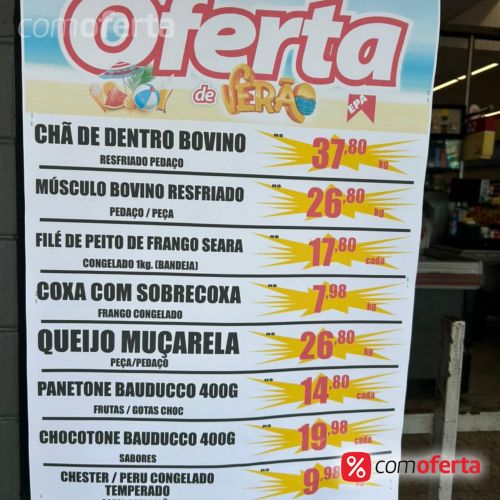 comoferta
Oferta
de VERÃO
EPA
CHÃ DE DENTRO BOVINO
RESFRIADO PEDAÇO
R$ 37,80 kg
MÚSCULO BOVINO RESFRIADO
PEDAÇO / PEÇA
R$ 26,80 kg
FILÉ DE PEITO DE FRANGO SEARA
CONGELADO 1kg. (BANDEJA)
R$ 17,80 cada
COXA COM SOBRECOXA
FRANGO CONGELADO
R$ 7,98 kg
QUEIJO MUÇARELA
PEÇA/PEDAÇO
R$ 26,80 kg
PANETONE BAUDUCCO 400G
FRUTAS / GOTAS CHOC
R$ 14,80 cada
CHOCOTONE BAUDUCCO 400G
SABORES
R$ 19,98 cada
CHESTER / PERU CONGELADO
TEMPERADO
R$ 9,98 kg
% comoferta